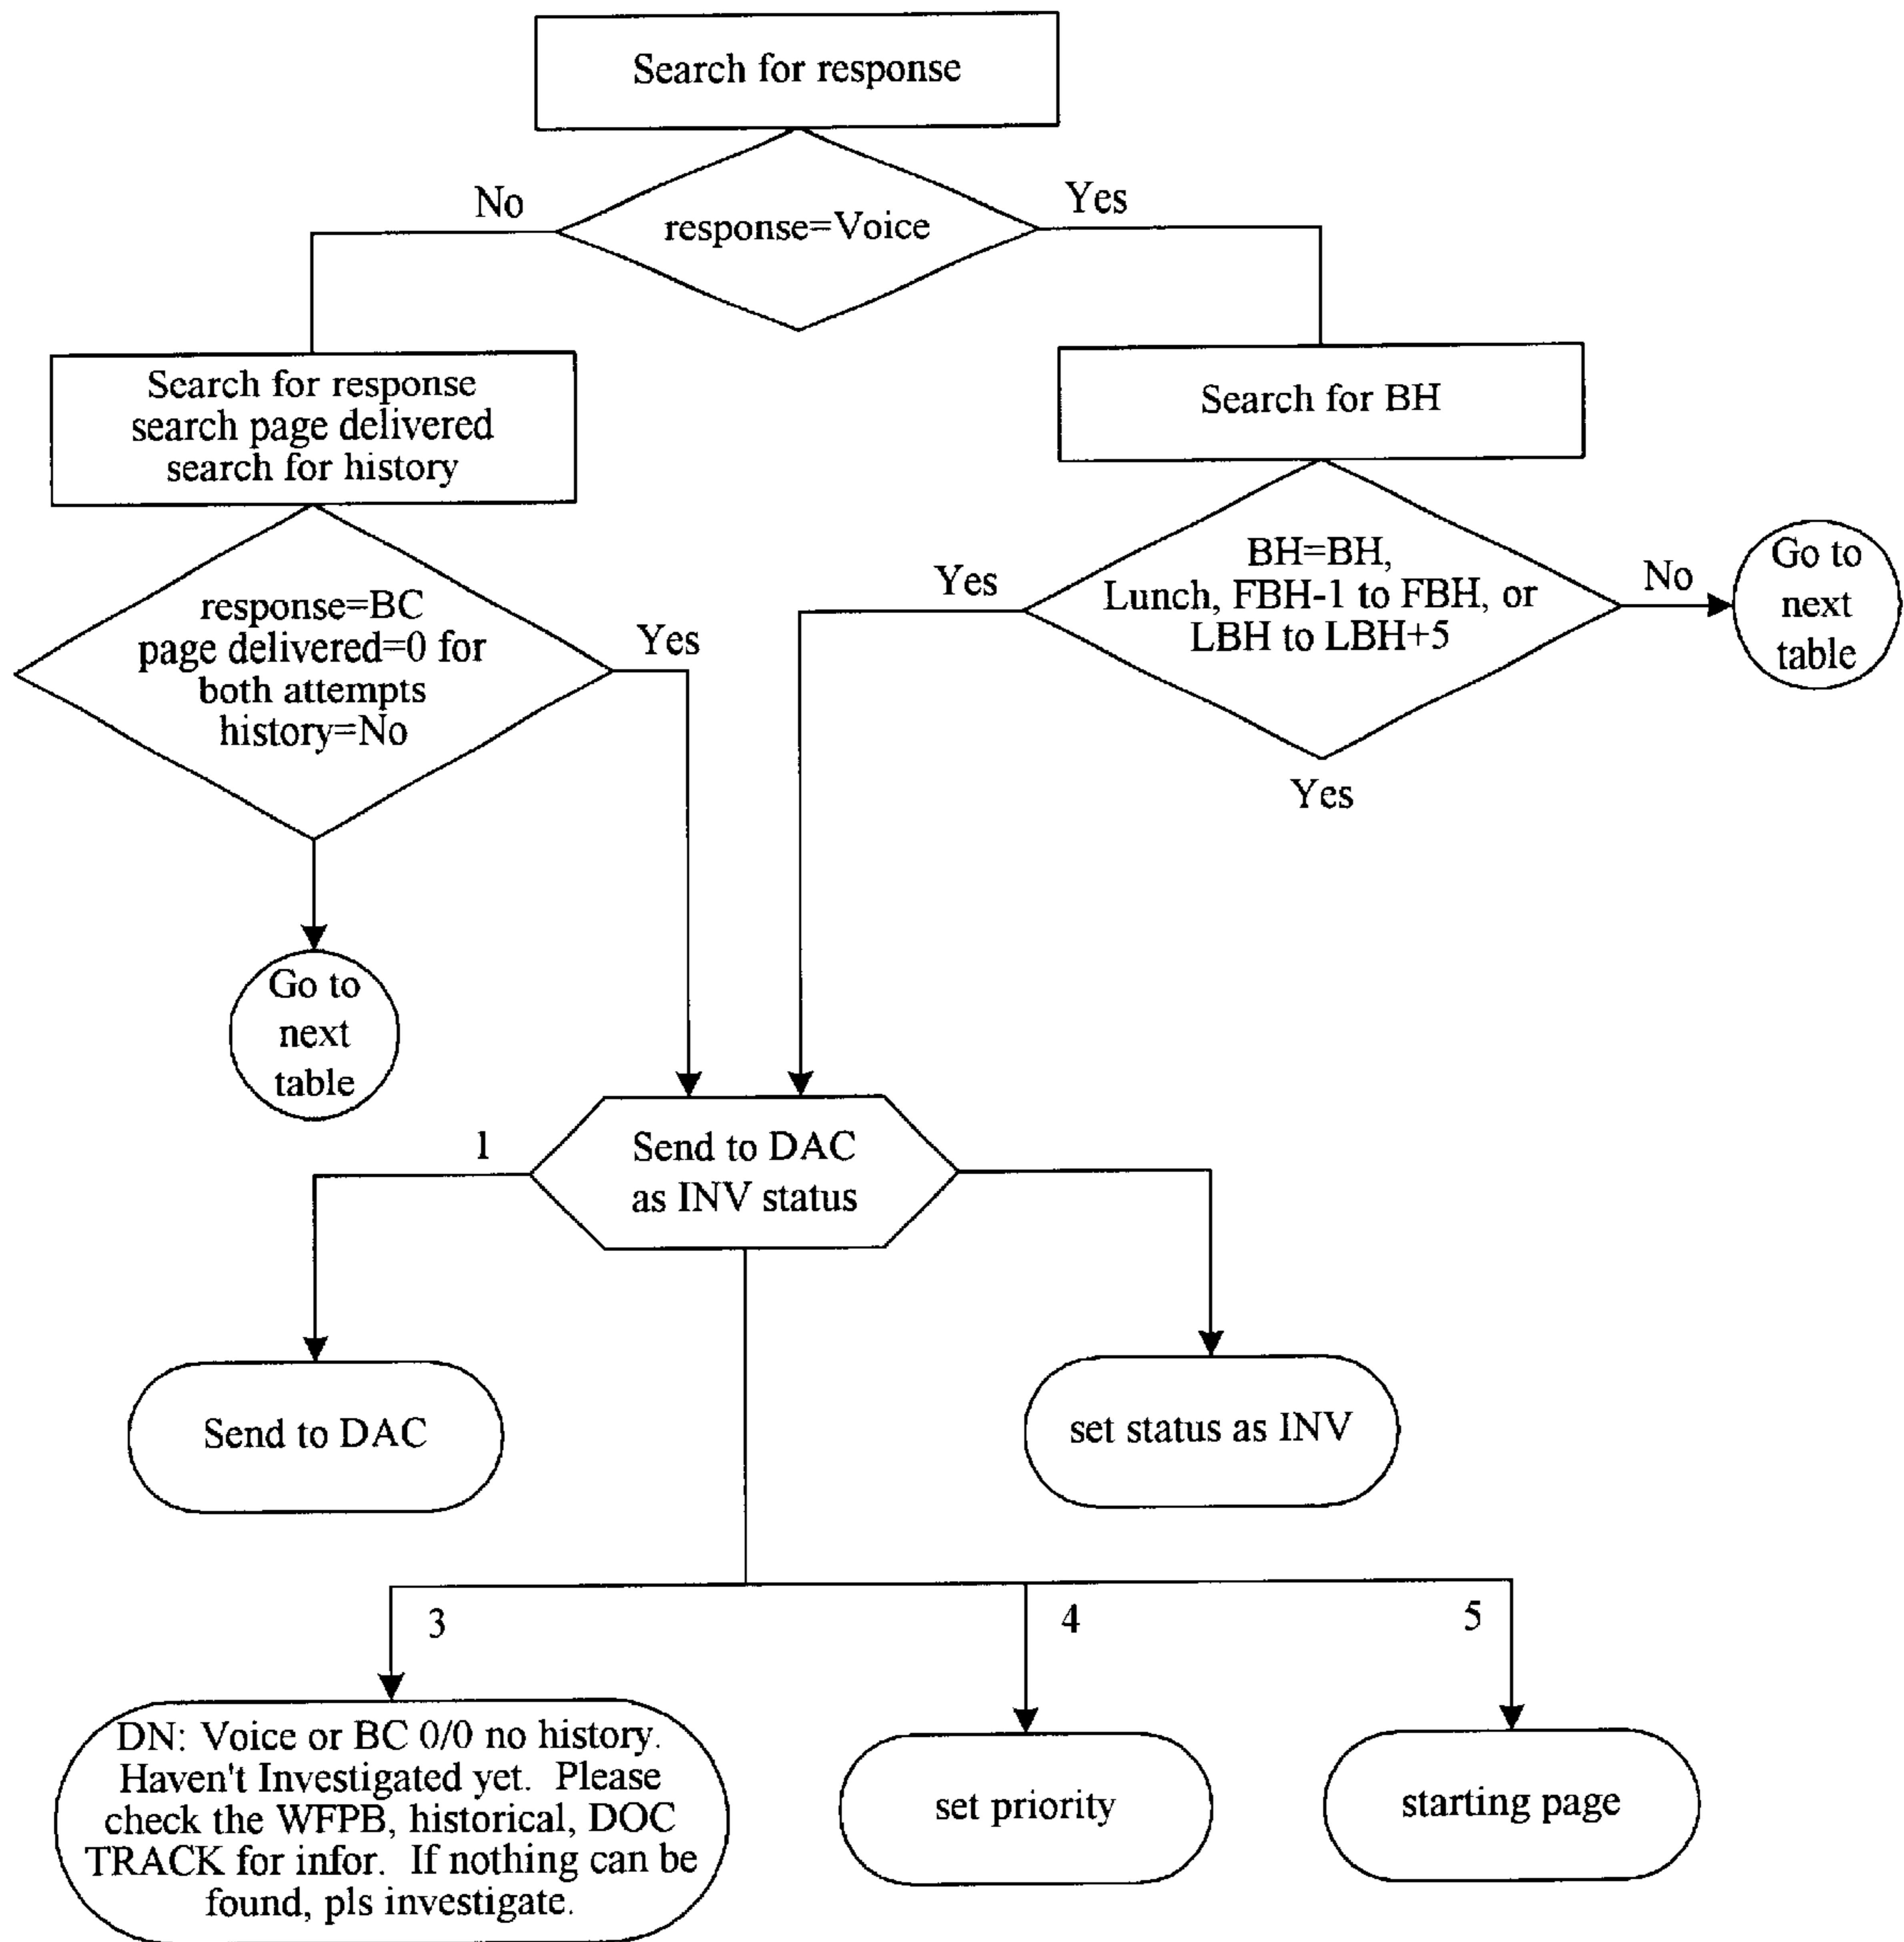 Search for response
No
Yes
response=Voice
Search for response
search page delivered
search for history
Search for BH
response=BC
page delivered=0 for
both attempts
history=No
Yes
Yes
BH=BH,
Lunch, FBH-1 to FBH, or
LBH to LBH+5
No
Go to
next
table
Yes
Go to
next
table
1
Send to DAC
as INV status
Send to DAC
set status as INV
3
4
5
DN: Voice or BC 0/0 no history.
Haven't Investigated yet. Please
check the WFPB, historical, DOC
TRACK for infor. If nothing can be
found, pls investigate.
set priority
starting page